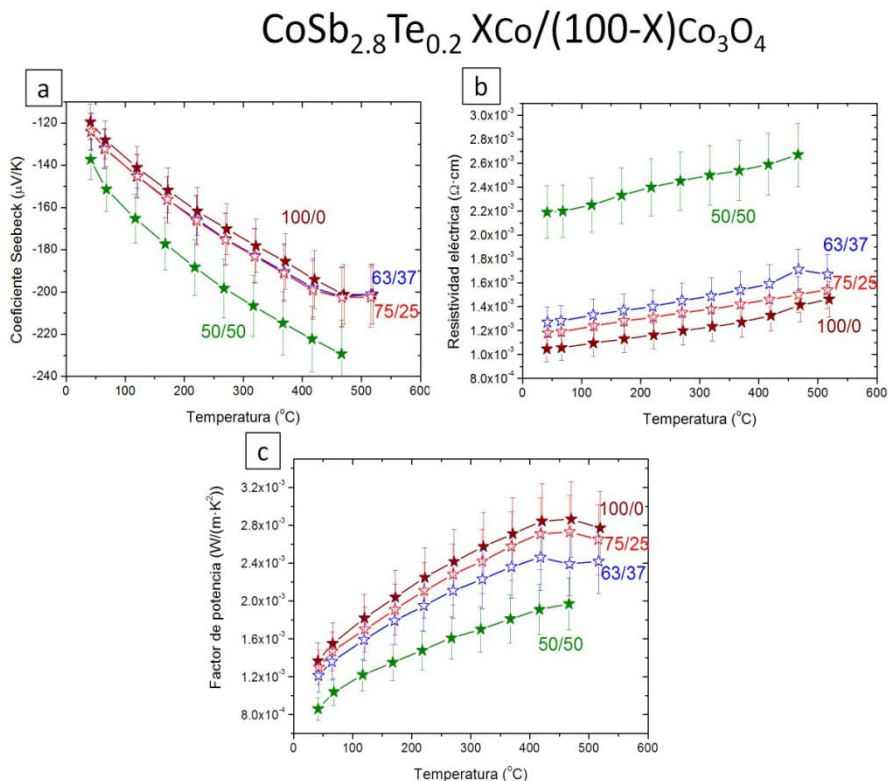 CoSb₂.₈Te₀.₂ XCo/(100-X)Co₃O₄
a
-120
-140
-160
-180
-200
-220
-240
0 100 200 300 400 500 600
Coeficiente Seebeck (μV/K)
Temperatura (°C)
100/0
63/37
75/25
50/50
b
3.0x10⁻³
2.8x10⁻³
2.6x10⁻³
2.4x10⁻³
2.2x10⁻³
2.0x10⁻³
1.8x10⁻³
1.6x10⁻³
1.4x10⁻³
1.2x10⁻³
1.0x10⁻³
8.0x10⁻⁴
0 100 200 300 400 500 600
Resistividad eléctrica (Ω·cm)
Temperatura (°C)
50/50
63/37
75/25
100/0
c
3.2x10⁻³
2.8x10⁻³
2.4x10⁻³
2.0x10⁻³
1.6x10⁻³
1.2x10⁻³
8.0x10⁻⁴
0 100 200 300 400 500 600
Factor de potencia (W/(m·K²))
Temperatura (°C)
100/0
75/25
63/37
50/50